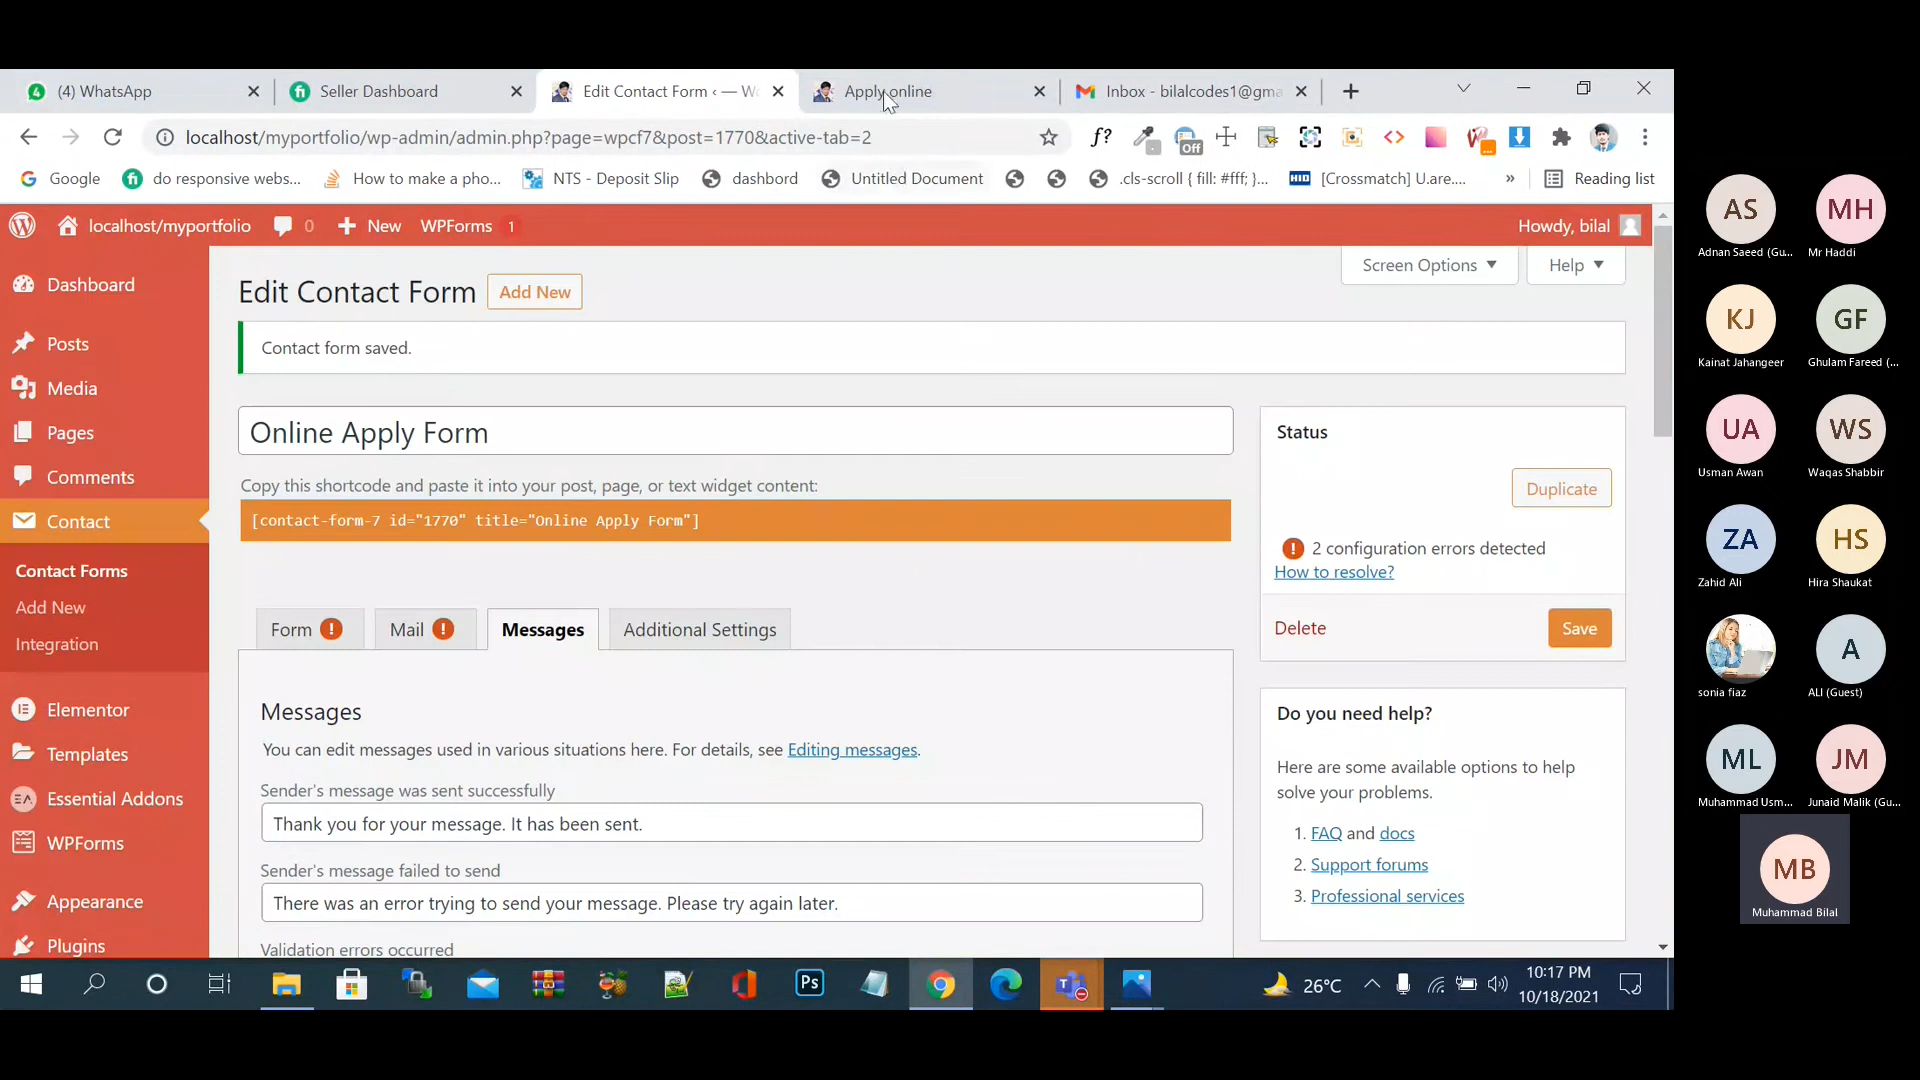 (4) WhatsApp
Seller Dashboard
Edit Contact Form ‹ — Wo
Apply online
Inbox - bilalcodes1@gma
localhost/myportfolio/wp-admin/admin.php?page=wpcf7&post=1770&active-tab=2
f?
Off
Google
do responsive webs...
How to make a pho...
NTS - Deposit Slip
dashbord
Untitled Document
.cls-scroll { fill: #fff; }...
HID
[Crossmatch] U.are....
»
Reading list
localhost/myportfolio
0
New
WPForms 1
Howdy, bilal
Dashboard
Posts
Media
Pages
Comments
Contact
Contact Forms
Add New
Integration
Elementor
Templates
Essential Addons
WPForms
Appearance
Plugins
Screen Options
Help
Edit Contact Form
Add New
Contact form saved.
Online Apply Form
Copy this shortcode and paste it into your post, page, or text widget content:
[contact-form-7 id="1770" title="Online Apply Form"]
Form !
Mail !
Messages
Additional Settings
Messages
You can edit messages used in various situations here. For details, see Editing messages.
Sender's message was sent successfully
Thank you for your message. It has been sent.
Sender's message failed to send
There was an error trying to send your message. Please try again later.
Validation errors occurred
Status
Duplicate
! 2 configuration errors detected
How to resolve?
Delete
Save
Do you need help?
Here are some available options to help
solve your problems.
1. FAQ and docs
2. Support forums
3. Professional services
Ps
26°C
10:17 PM
10/18/2021
AS
Adnan Saeed (Gu...
MH
Mr Haddi
KJ
Kainat Jahangeer
GF
Ghulam Fareed (...
UA
Usman Awan
WS
Waqas Shabbir
ZA
Zahid Ali
HS
Hira Shaukat
sonia fiaz
A
ALI (Guest)
ML
Muhammad Usm...
JM
Junaid Malik (Gu...
MB
Muhammad Bilal